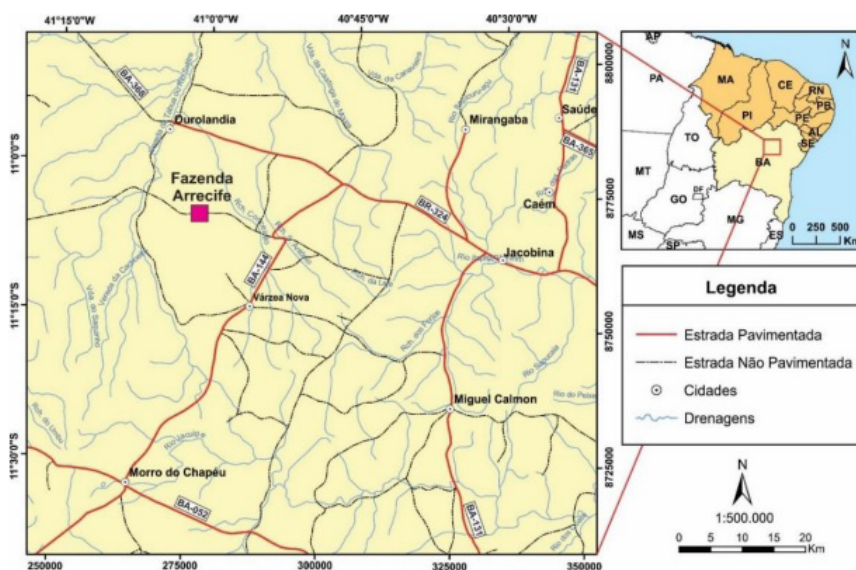 41°15'0"W
41°0'0"W
40°45'0"W
40°30'0"W
BA-368
Ourolandia
Fazenda
Arrecife
Mirangaba
BA-131
Saúde
BA-365
Caém
BR-324
Jacobina
BA-144
Várzea Nova
Miguel Calmon
Morro do Chapéu
BA-052
BA-131
11°0'0"S
11°15'0"S
11°30'0"S
8800000
8775000
8750000
8725000
250000
275000
300000
325000
350000
N
AP
PA
MA
CE
RN
PB
PE
AL
SE
PI
TO
BA
MT
GO
DF
MG
ES
MS
SP
0 250 500
Km
Legenda
Estrada Pavimentada
Estrada Não Pavimentada
Cidades
Drenagens
N
1:500.000
0 5 10 15 20
Km